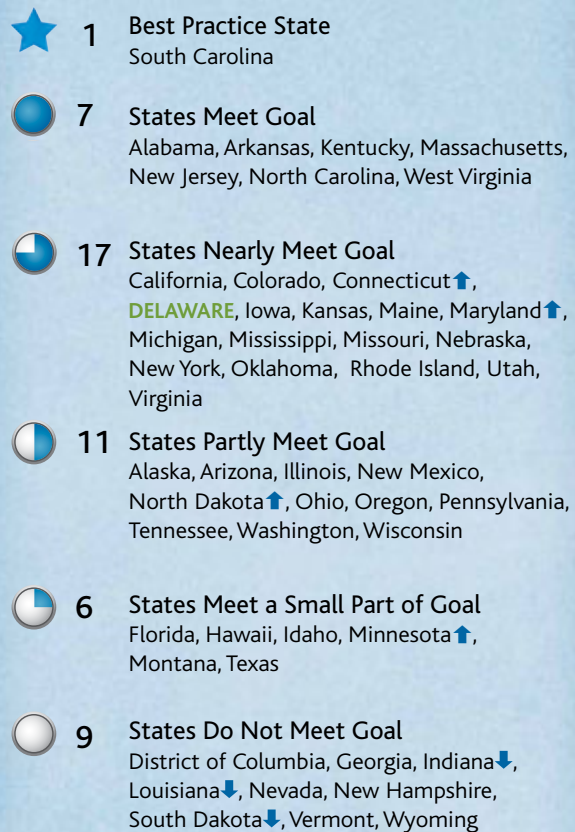 1 Best Practice State
South Carolina
7 States Meet Goal
Alabama, Arkansas, Kentucky, Massachusetts,
New Jersey, North Carolina, West Virginia
17 States Nearly Meet Goal
California, Colorado, Connecticut⬆,
DELAWARE, Iowa, Kansas, Maine, Maryland⬆,
Michigan, Mississippi, Missouri, Nebraska,
New York, Oklahoma, Rhode Island, Utah,
Virginia
11 States Partly Meet Goal
Alaska, Arizona, Illinois, New Mexico,
North Dakota⬆, Ohio, Oregon, Pennsylvania,
Tennessee, Washington, Wisconsin
6 States Meet a Small Part of Goal
Florida, Hawaii, Idaho, Minnesota⬆,
Montana, Texas
9 States Do Not Meet Goal
District of Columbia, Georgia, Indiana⬇,
Louisiana⬇, Nevada, New Hampshire,
South Dakota⬇, Vermont, Wyoming